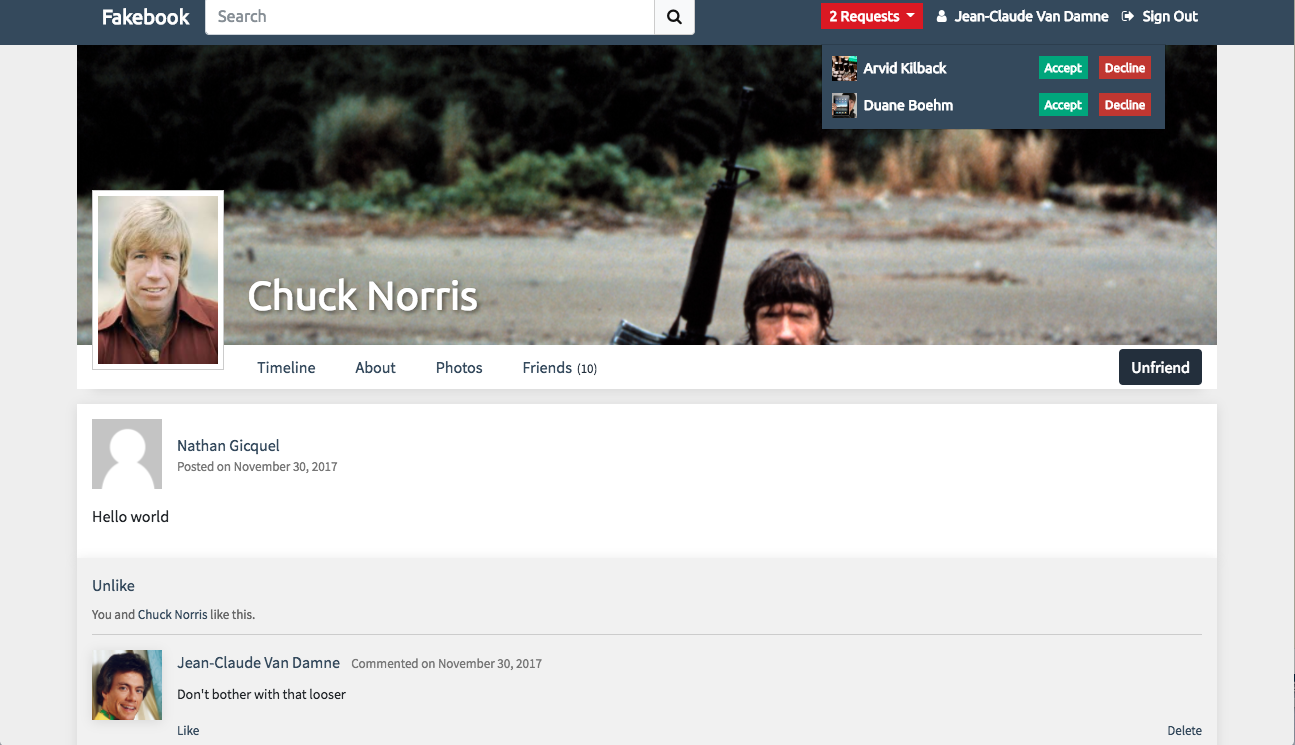 Fakebook
Search
2 Requests
Jean-Claude Van Damne
Sign Out
Arvid Kilback
Accept
Decline
Duane Boehm
Accept
Decline
Chuck Norris
Timeline
About
Photos
Friends (10)
Unfriend
Nathan Gicquel
Posted on November 30, 2017
Hello world
Unlike
You and Chuck Norris like this.
Jean-Claude Van Damne Commented on November 30, 2017
Don't bother with that looser
Like
Delete